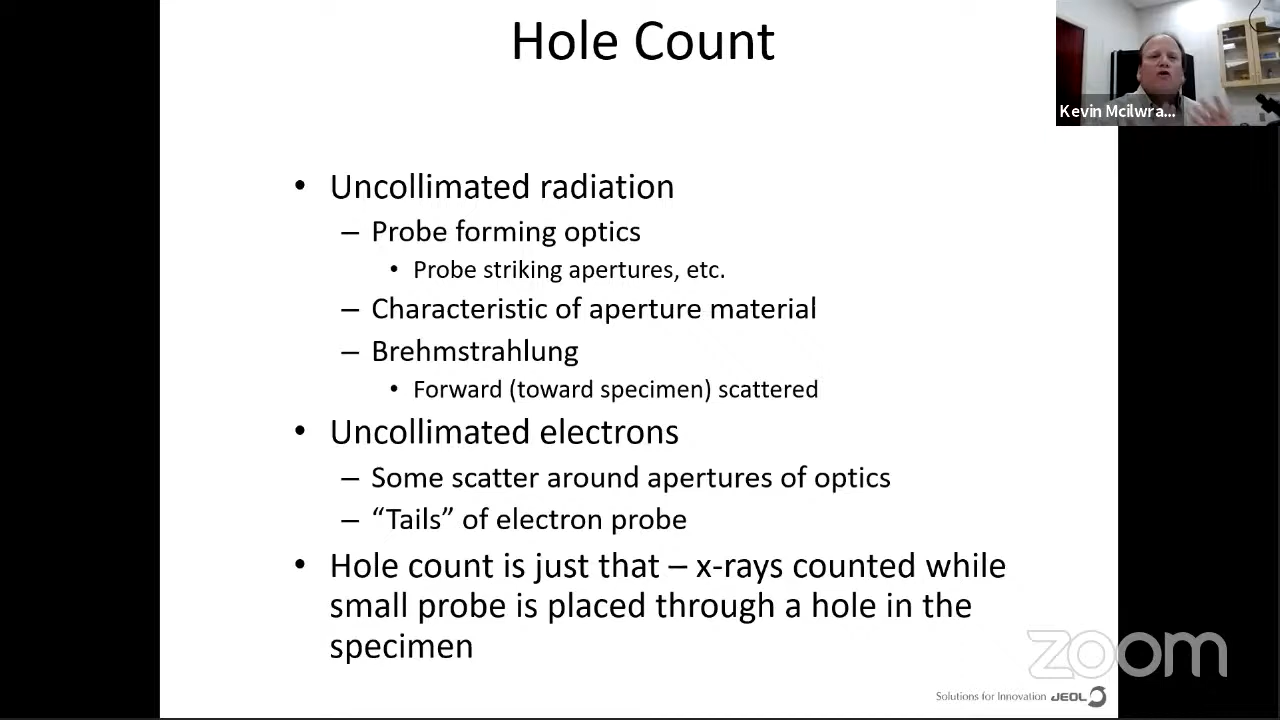 Hole Count
Kevin Mcilwra...
• Uncollimated radiation
– Probe forming optics
• Probe striking apertures, etc.
– Characteristic of aperture material
– Brehmstrahlung
• Forward (toward specimen) scattered
• Uncollimated electrons
– Some scatter around apertures of optics
– “Tails” of electron probe
• Hole count is just that – x-rays counted while
small probe is placed through a hole in the
specimen
zoom
Solutions for Innovation JEOL